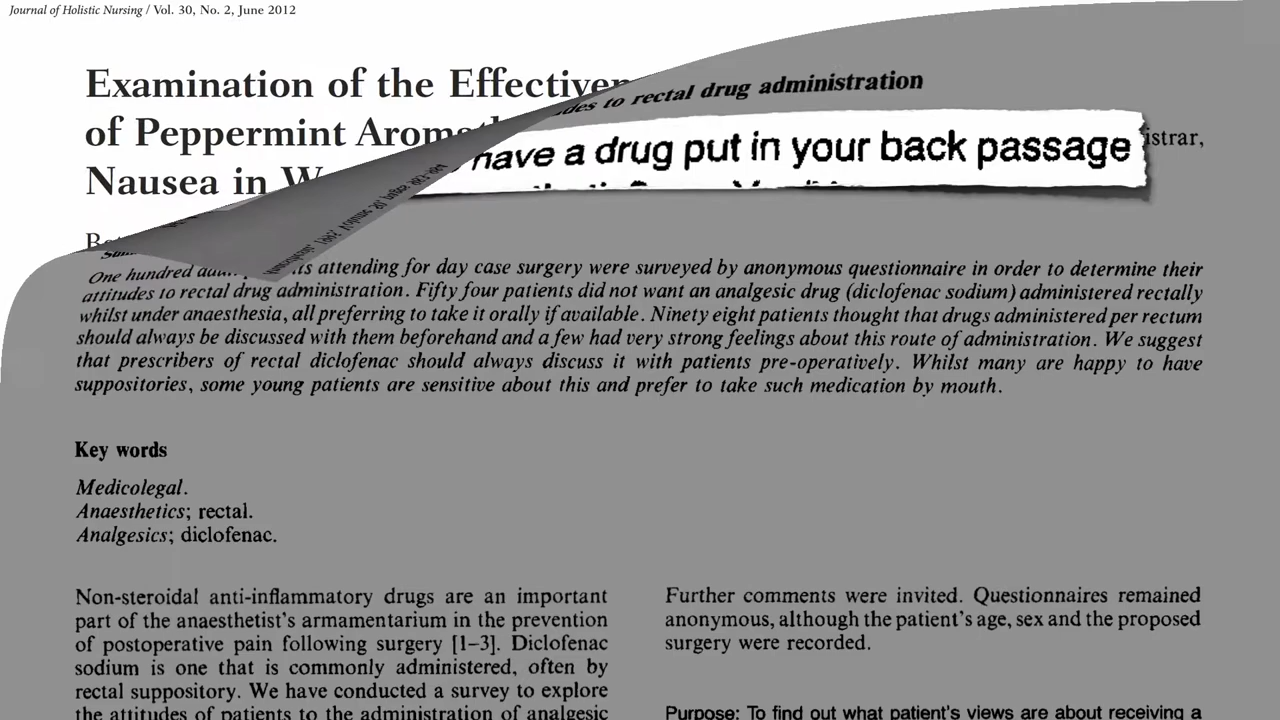 Journal of Holistic Nursing / Vol. 30, No. 2, June 2012
Examination of the
of Peppermint
Nausea in
to rectal drug administration
have a drug put in your back passage
One hundred attending for day case surgery were surveyed by anonymous questionnaire in order to determine their
attitudes to rectal drug administration. Fifty four patients did not want an analgesic drug (diclofenac sodium) administered rectally
whilst under anaesthesia, all preferring to take it orally if available. Ninety eight patients thought that drugs administered per rectum
should always be discussed with them beforehand and a few had very strong feelings about this route of administration. We suggest
that prescribers of rectal diclofenac should always discuss it with patients pre-operatively. Whilst many are happy to have
suppositories, some young patients are sensitive about this and prefer to take such medication by mouth.
Key words
Medicolegal.
Anaesthetics; rectal.
Analgesics; diclofenac.
Non-steroidal anti-inflammatory drugs are an important
part of the anaesthetist's armamentarium in the prevention
of postoperative pain following surgery [1–3]. Diclofenac
sodium is one that is commonly administered, often by
rectal suppository. We have conducted a survey to explore
the attitudes of patients to the administration of analgesic
Further comments were invited. Questionnaires remained
anonymous, although the patient's age, sex and the proposed
surgery were recorded.
Purpose: To find out what patient's views are about receiving a